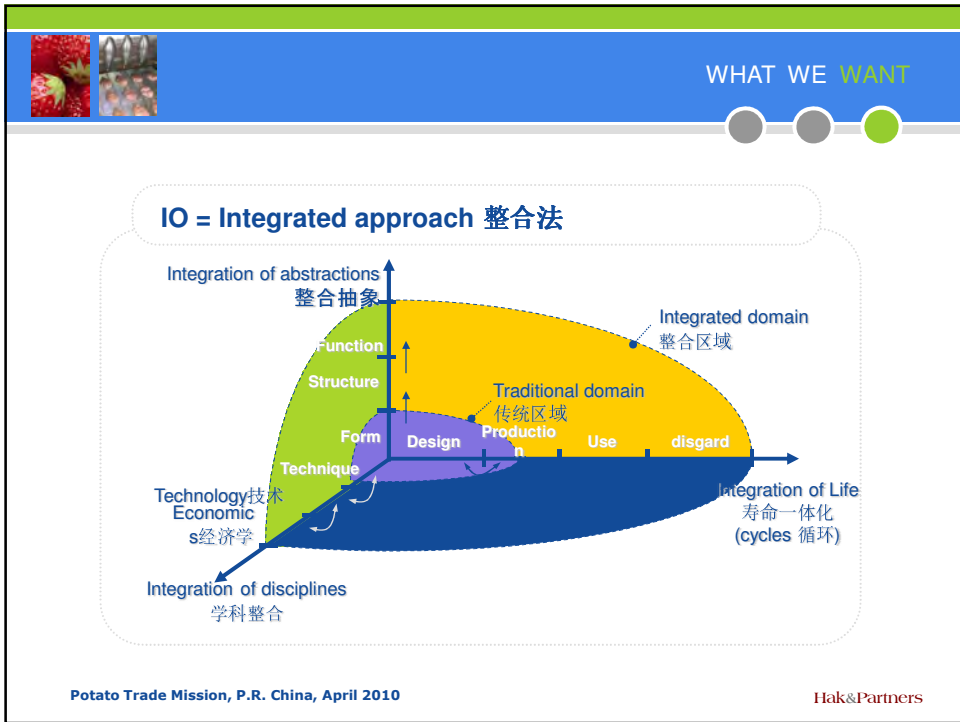 WHAT WE WANT
IO = Integrated approach 整合法
Integration of abstractions
整合抽象
Integrated domain
整合区域
Function
Structure
Traditional domain
传统区域
Form
Design
Productio
n
Use
disgard
Technique
Technology技术
Economic
s经济学
Integration of Life
寿命一体化
(cycles 循环)
Integration of disciplines
学科整合
Potato Trade Mission, P.R. China, April 2010
Hak&Partners